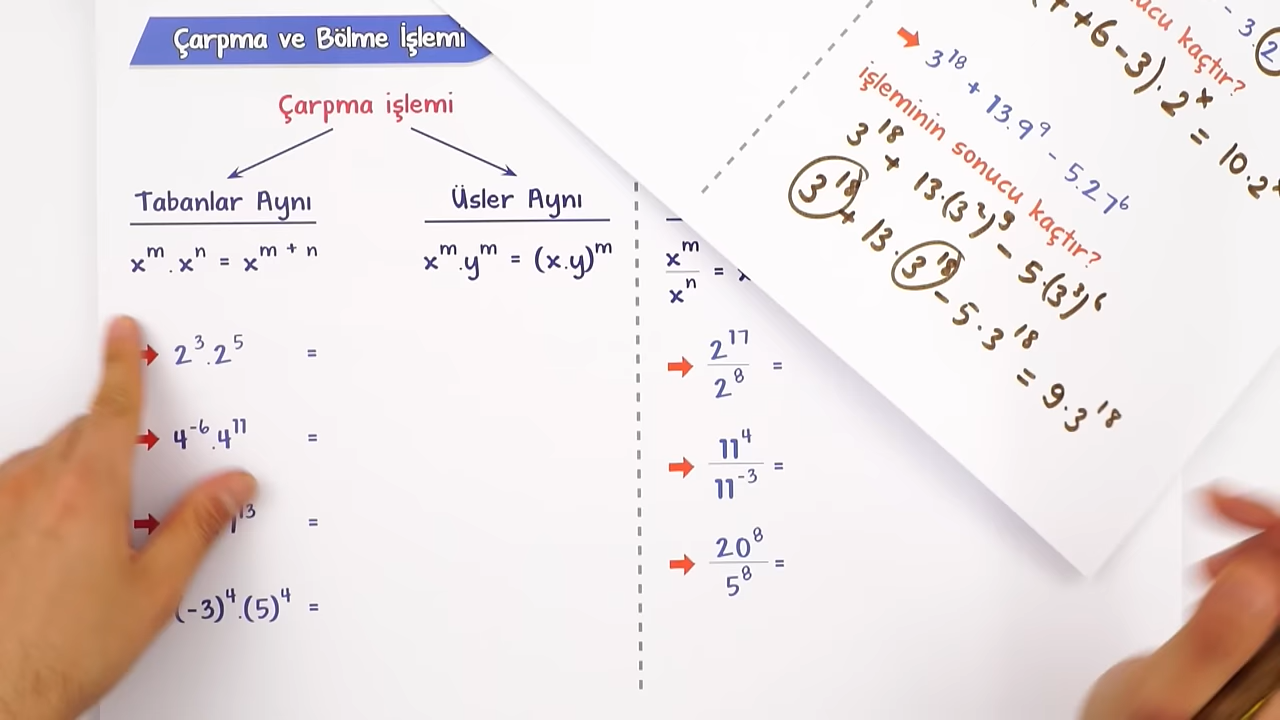 Çarpma ve Bölme İşlemi
Çarpma işlemi
Tabanlar Aynı
x^m . x^n = x^(m + n)
Üsler Aynı
x^m . y^m = (x.y)^m
2^3 . 2^5 =
4^-6 . 4^11 =
=
(-3)^4 . (5)^4 =
x^m / x^n =
2^17 / 2^8 =
11^4 / 11^-3 =
20^8 / 5^8 =
- 3.2
kaçtır?
+6-3).2^x = 10.2
3^18 + 13.9^9 - 5.27^6
işleminin sonucu kaçtır?
3^18 + 13.(3^2)^9 - 5.(3^3)^6
3^18 + 13.3^18 - 5.3^18 = 9.3^18